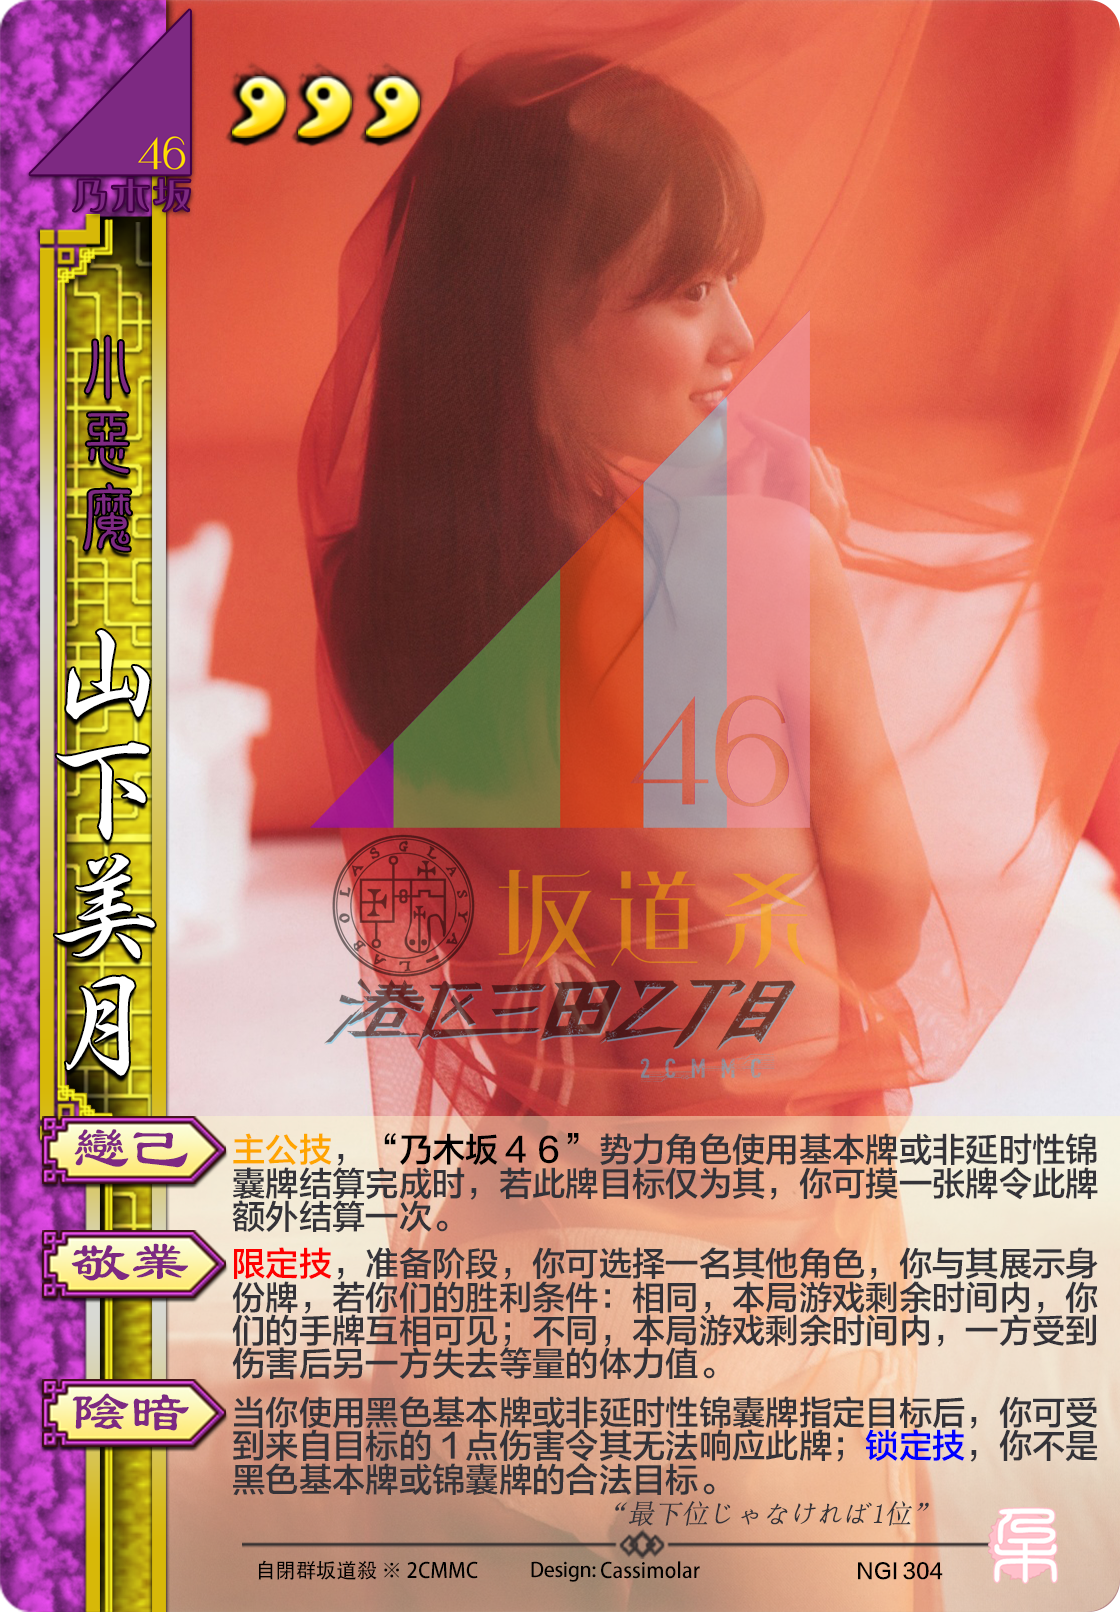 46
乃木坂
小惡魔
山下美月
46
GLASYA-LABOLAS
坂道杀
港区三田2丁目
2CMMC
戀己
主公技，“乃木坂46”势力角色使用基本牌或非延时性锦
囊牌结算完成时，若此牌目标仅为其，你可摸一张牌令此牌
额外结算一次。
敬業
限定技，准备阶段，你可选择一名其他角色，你与其展示身
份牌，若你们的胜利条件：相同，本局游戏剩余时间内，你
们的手牌互相可见；不同，本局游戏剩余时间内，一方受到
伤害后另一方失去等量的体力值。
陰暗
当你使用黑色基本牌或非延时性锦囊牌指定目标后，你可受
到来自目标的1点伤害令其无法响应此牌；锁定技，你不是
黑色基本牌或锦囊牌的合法目标。
“最下位じゃなければ1位”
自閉群坂道殺 ※ 2CMMC
Design: Cassimolar
NGI 304